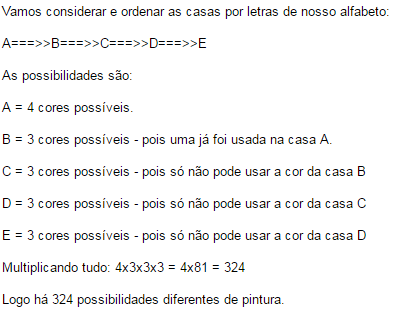 Vamos considerar e ordenar as casas por letras de nosso alfabeto:
A===>>B===>>C===>>D===>>E
As possibilidades são:
A = 4 cores possíveis.
B = 3 cores possíveis - pois uma já foi usada na casa A.
C = 3 cores possíveis - pois só não pode usar a cor da casa B
D = 3 cores possíveis - pois só não pode usar a cor da casa C
E = 3 cores possíveis - pois só não pode usar a cor da casa D
Multiplicando tudo: 4x3x3x3 = 4x81 = 324
Logo há 324 possibilidades diferentes de pintura.